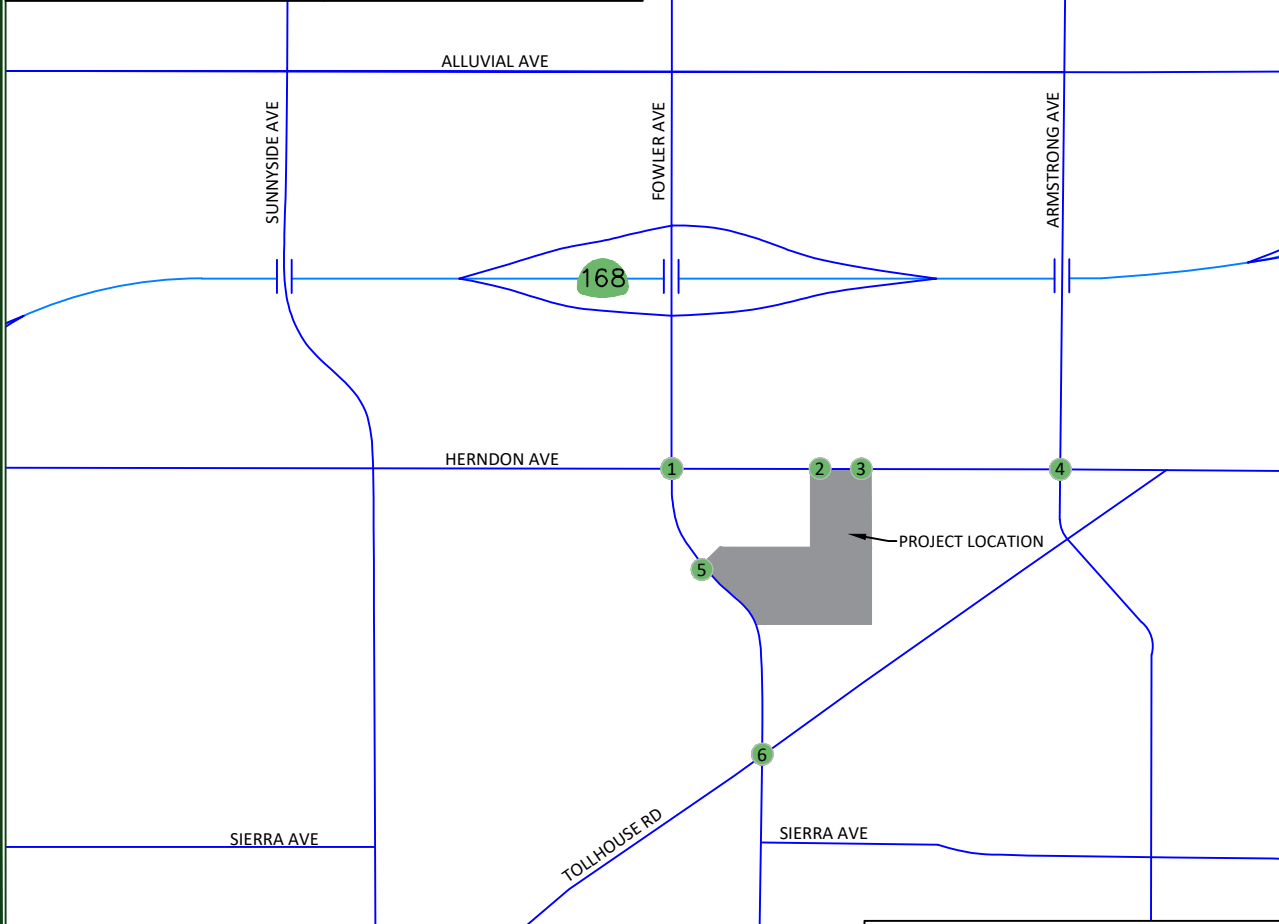 ALLUVIAL AVE
SUNNYSIDE AVE
FOWLER AVE
ARMSTRONG AVE
168
HERNDON AVE
1
2
3
4
PROJECT LOCATION
5
6
SIERRA AVE
TOLLHOUSE RD
SIERRA AVE